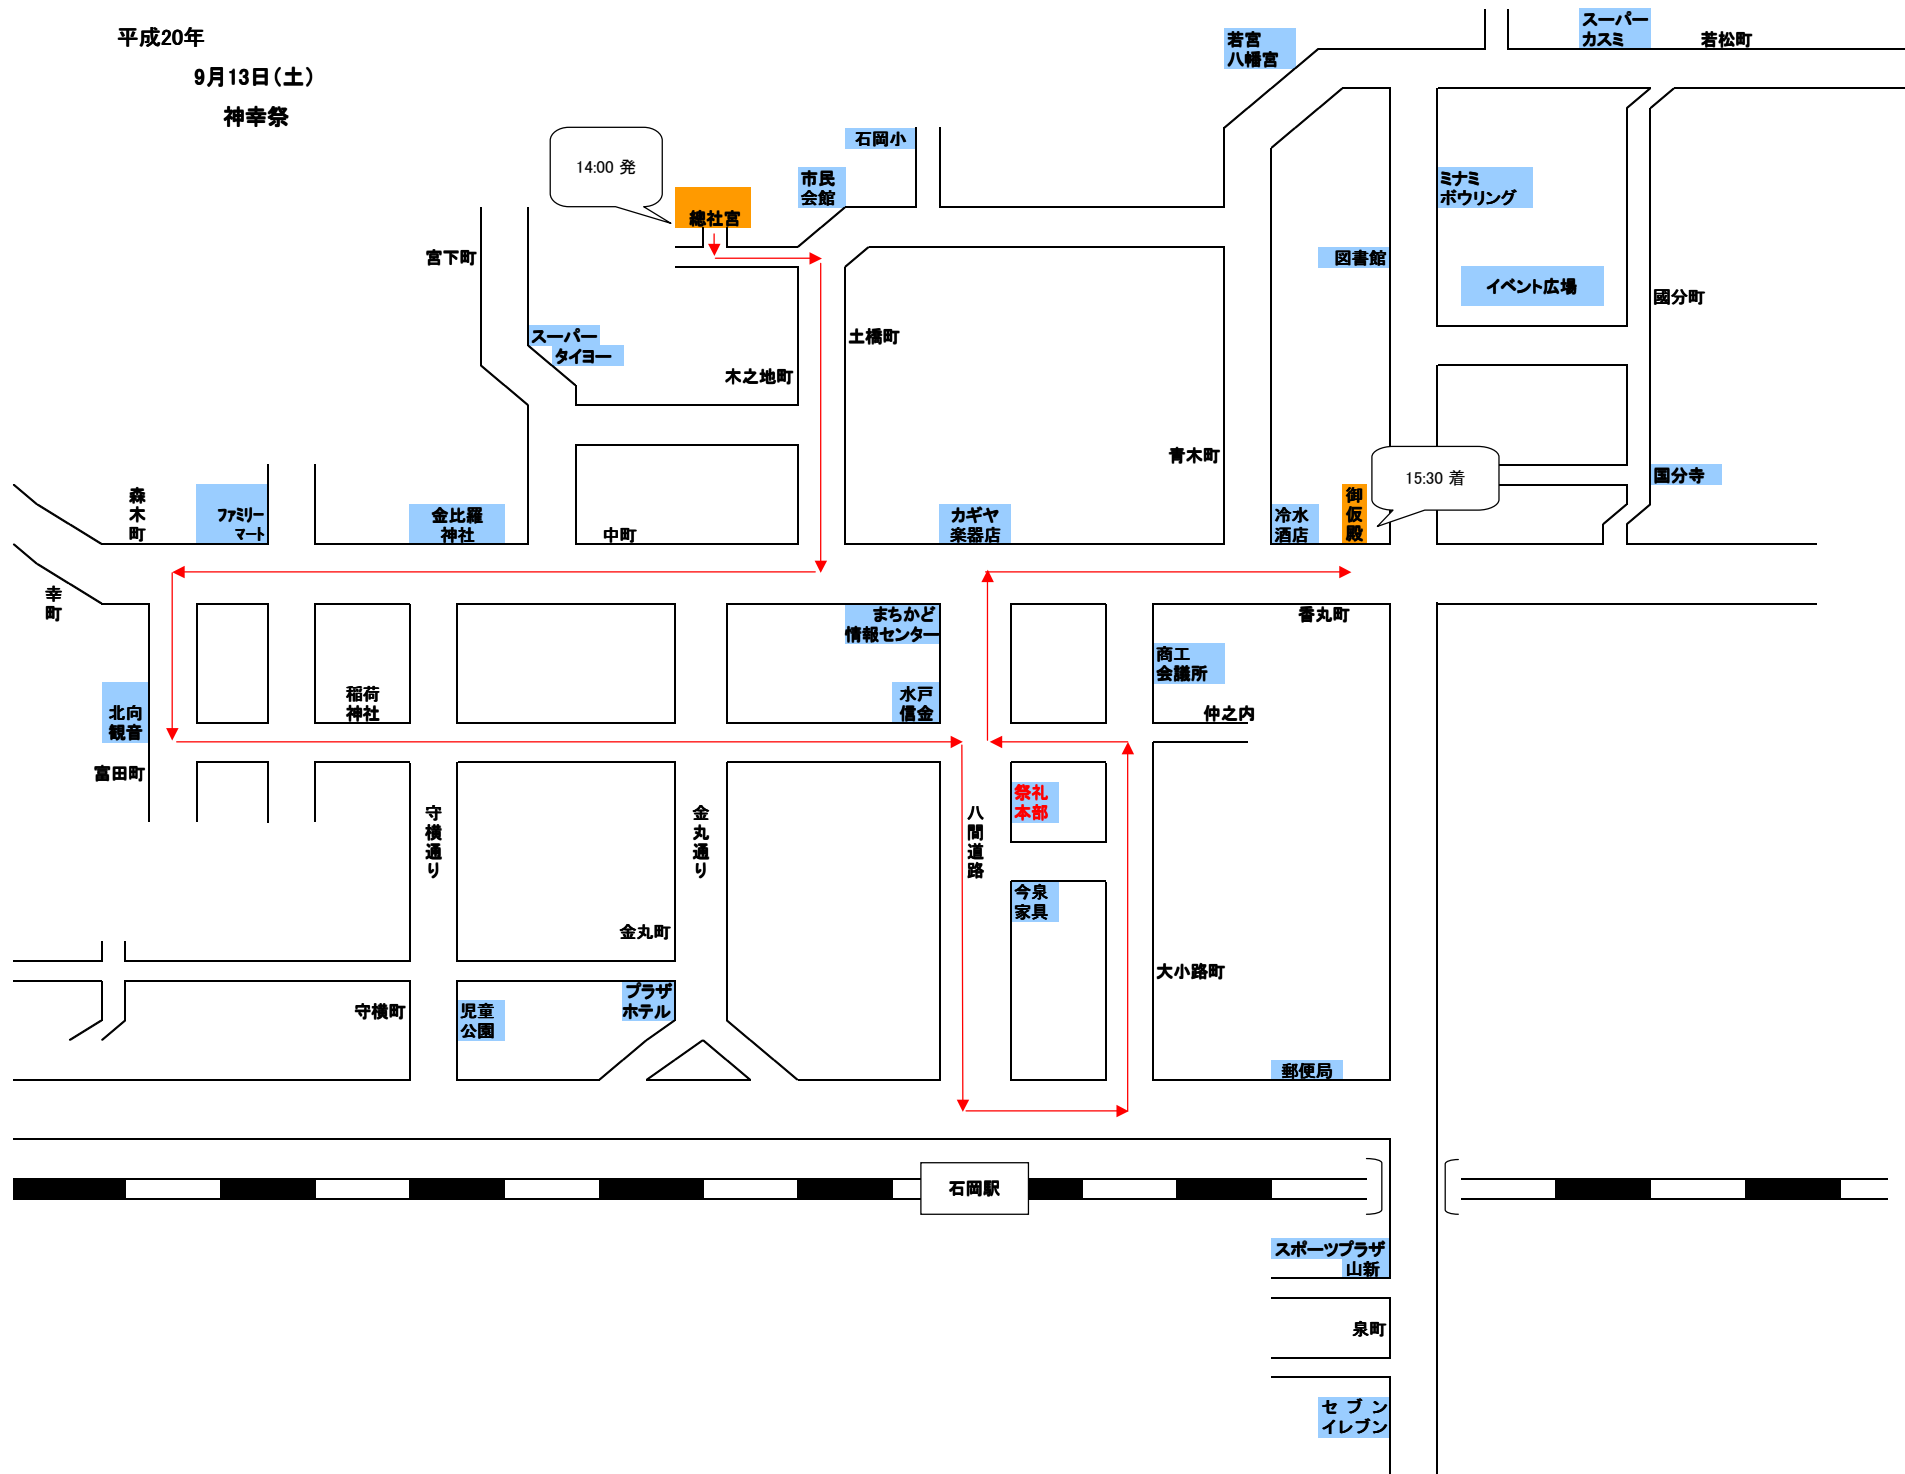 平成20年
9月13日(土)
神幸祭
若宮
八幡宮
スーパー
カスミ
若松町
14:00 発
總社宮
石岡小
市民
会館
ミナミ
ボウリング
宮下町
図書館
イベント広場
國分町
スーパー
タイヨー
土橋町
木之地町
青木町
15:30 着
国分寺
森木町
ファミリー
マート
金比羅
神社
中町
カギヤ
楽器店
冷水
酒店
御仮殿
幸町
まちかど
情報センター
香丸町
商工
会議所
北向
観音
稲荷
神社
水戸
信金
仲之内
富田町
守横通り
金丸通り
八間道路
祭礼
本部
今泉
家具
金丸町
大小路町
守横町
児童
公園
プラザ
ホテル
郵便局
石岡駅
スポーツプラザ
山新
泉町
セブン
イレブン